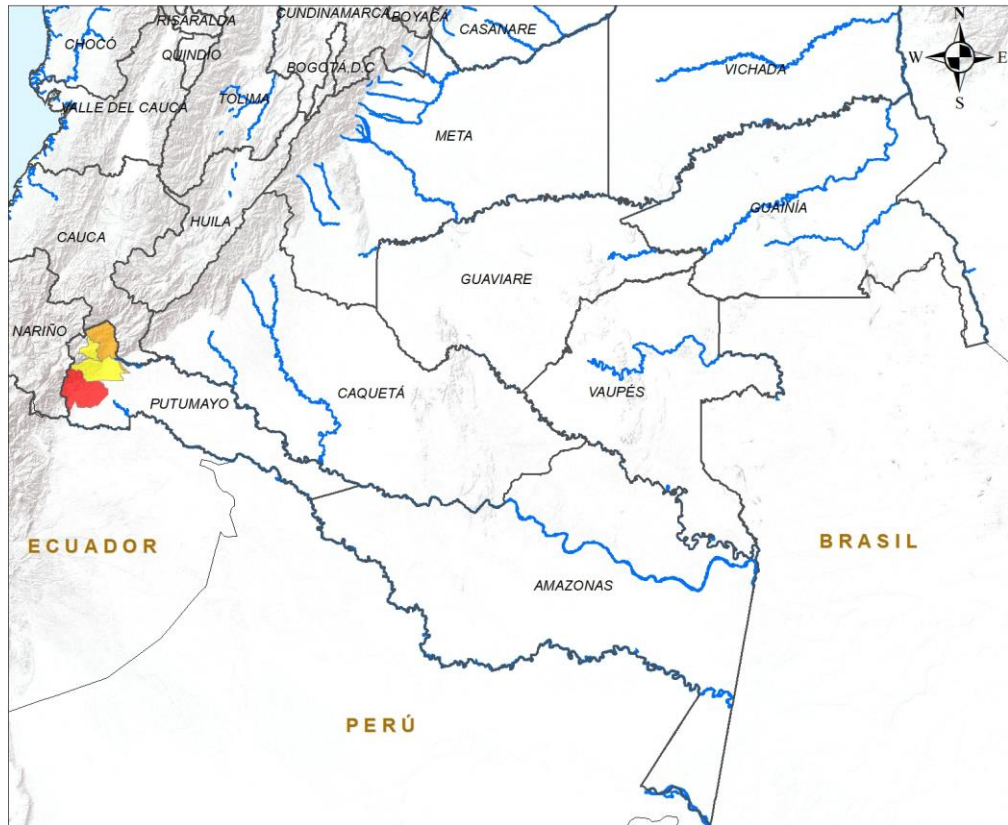 CUNDINAMARCA
BOYACÁ
RISARALDA
CASANARE
CHOCÓ
QUINDÍO
BOGOTÁ D.C
VICHADA
TOLIMA
VALLE DEL CAUCA
META
GUAINÍA
HUILA
CAUCA
GUAVIARE
NARIÑO
CAQUETÁ
VAUPÉS
PUTUMAYO
ECUADOR
BRASIL
AMAZONAS
PERÚ
N
W
E
S